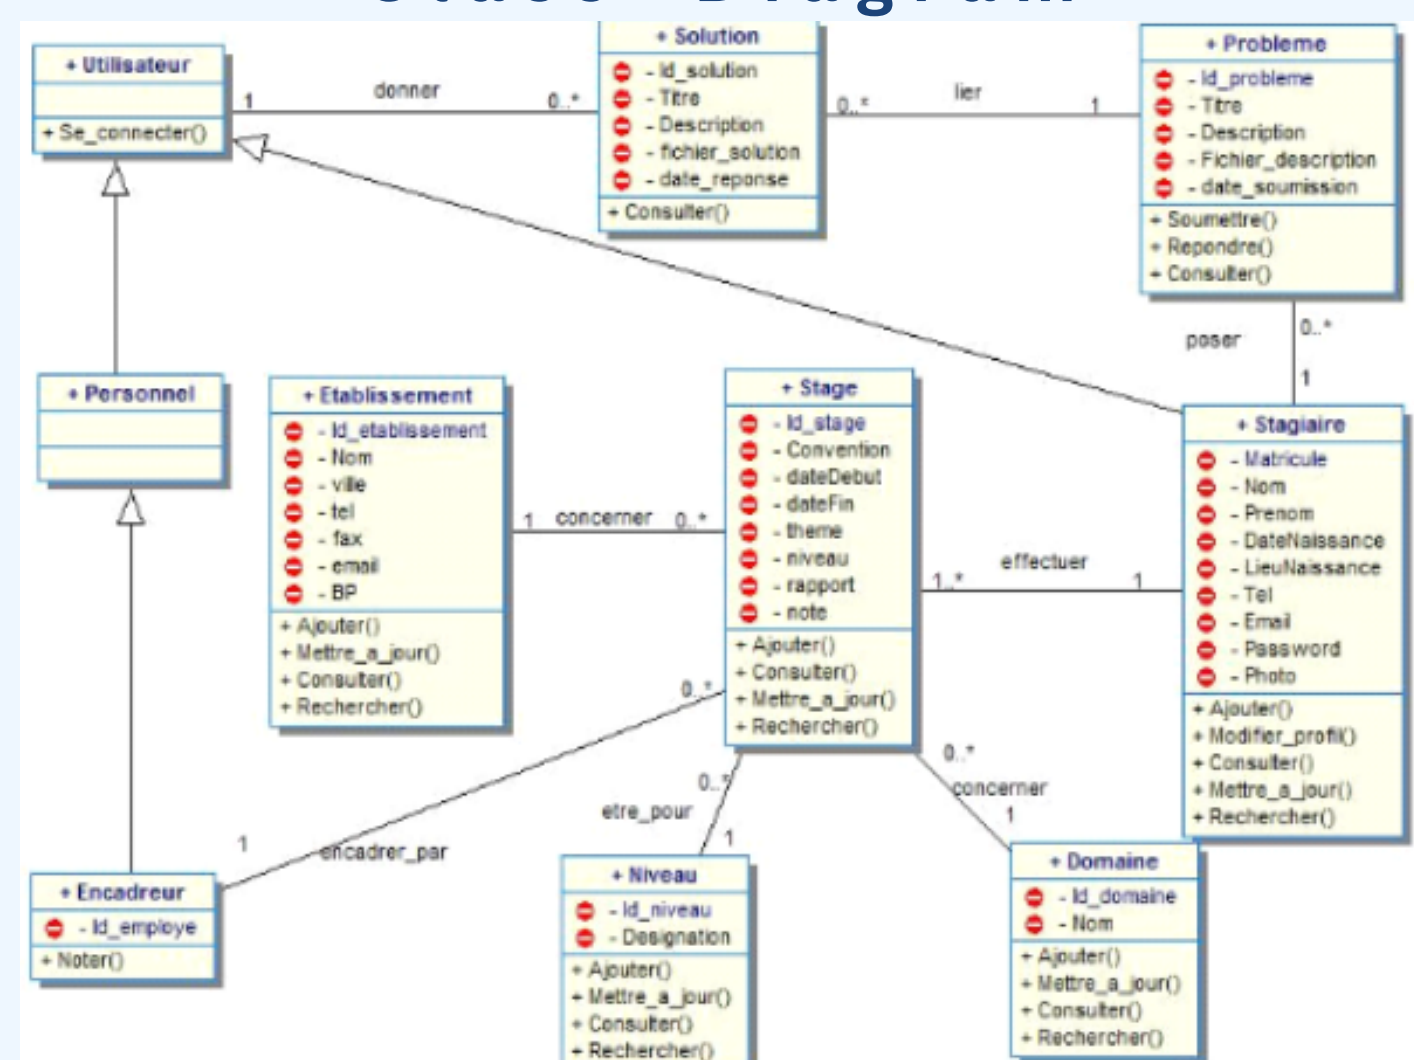 + Utilisateur
+ Se_connecter()
1
donner
0..*
+ Solution
- Id_solution
- Titre
- Description
- fichier_solution
- date_reponse
+ Consulter()
0..*
lier
1
+ Probleme
- Id_probleme
- Titre
- Description
- Fichier_description
- date_soumission
+ Soumettre()
+ Repondre()
+ Consulter()
poser
0..*
1
+ Personnel
+ Etablissement
- Id_etablissement
- Nom
- ville
- tel
- fax
- email
- BP
+ Ajouter()
+ Mettre_a_jour()
+ Consulter()
+ Rechercher()
1
concerner
0..*
+ Stage
- Id_stage
- Convention
- dateDebut
- dateFin
- theme
- niveau
- rapport
- note
+ Ajouter()
+ Consulter()
+ Mettre_a_jour()
+ Rechercher()
effectuer
1..*
1
+ Stagiaire
- Matricule
- Nom
- Prenom
- DateNaissance
- LieuNaissance
- Tel
- Email
- Password
- Photo
+ Ajouter()
+ Modifier_profil()
+ Consulter()
+ Mettre_a_jour()
+ Rechercher()
0..*
1
encadrer_par
0..*
etre_pour
1
0..*
concerner
1
+ Encadreur
- Id_employe
+ Noter()
+ Niveau
- Id_niveau
- Designation
+ Ajouter()
+ Mettre_a_jour()
+ Consulter()
+ Rechercher()
+ Domaine
- Id_domaine
- Nom
+ Ajouter()
+ Mettre_a_jour()
+ Consulter()
+ Rechercher()